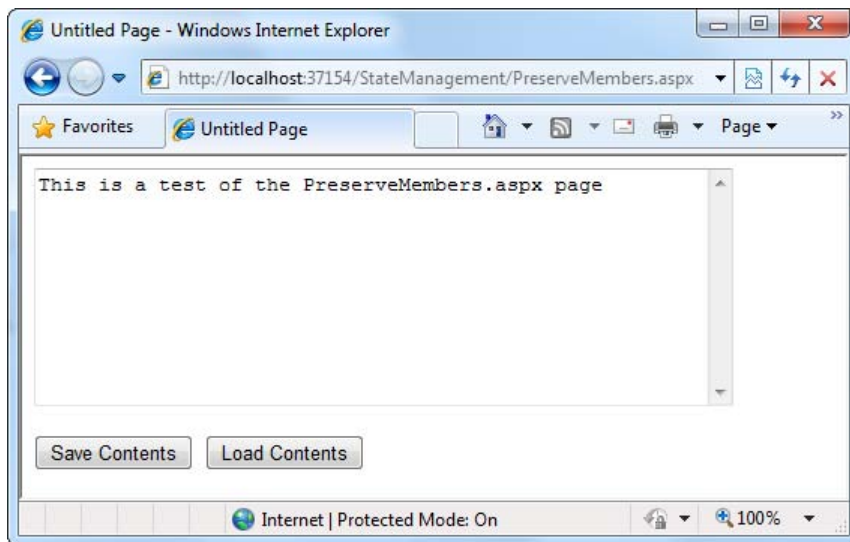 Untitled Page - Windows Internet Explorer
http://localhost:37154/StateManagement/PreserveMembers.aspx
Favorites Untitled Page Page
This is a test of the PreserveMembers.aspx page
Save Contents Load Contents
Internet | Protected Mode: On 100%